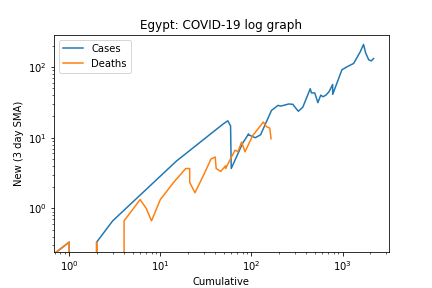 Egypt: COVID-19 log graph
Cases
Deaths
New (3 day SMA)
10²
10¹
10⁰
10⁰ 10¹ 10² 10³
Cumulative